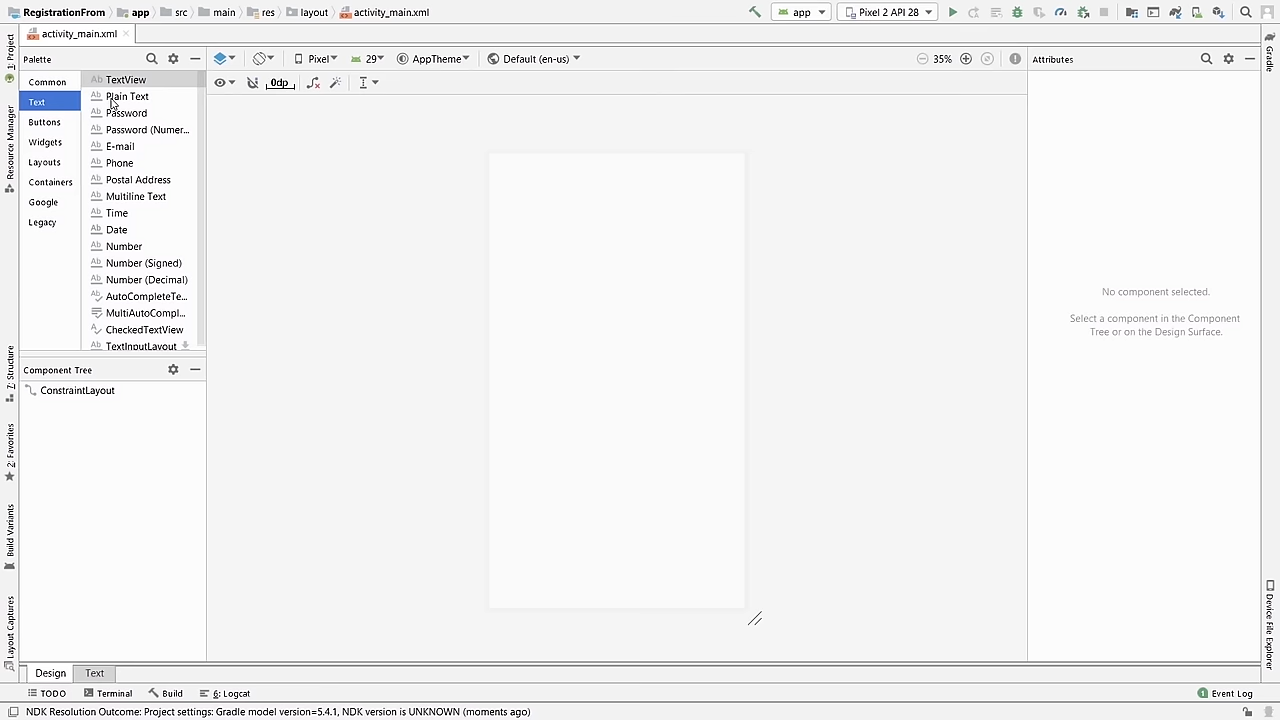 RegistrationFrom app src main res layout activity_main.xml app Pixel 2 API 28
activity_main.xml
Palette Pixel 29 AppTheme Default (en-us) 35% Attributes
0dp
Common
Text
Buttons
Widgets
Layouts
Containers
Google
Legacy
TextView
Plain Text
Password
Password (Numer...
E-mail
Phone
Postal Address
Multiline Text
Time
Date
Number
Number (Signed)
Number (Decimal)
AutoCompleteTe...
MultiAutoCompl...
CheckedTextView
TextInputLayout
Component Tree
ConstraintLayout
No component selected.
Select a component in the Component
Tree or on the Design Surface.
1: Project
Resource Manager
7: Structure
2: Favorites
Build Variants
Layout Captures
Gradle
Device File Explorer
Design Text
TODO Terminal Build 6: Logcat 1 Event Log
NDK Resolution Outcome: Project settings: Gradle model version=5.4.1, NDK version is UNKNOWN (moments ago)